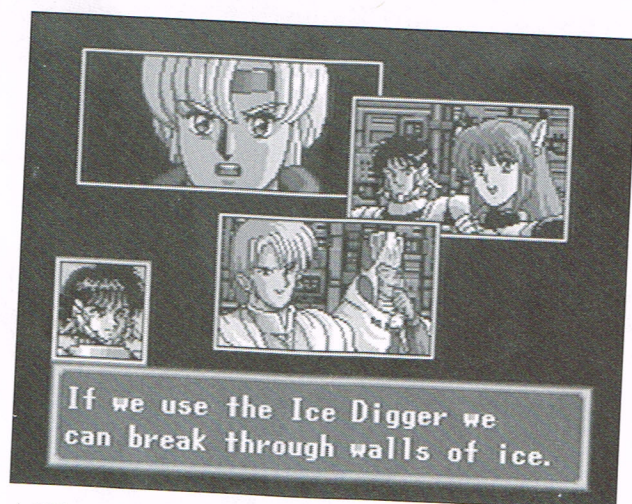 If we use the Ice Digger we
can break through walls of ice.